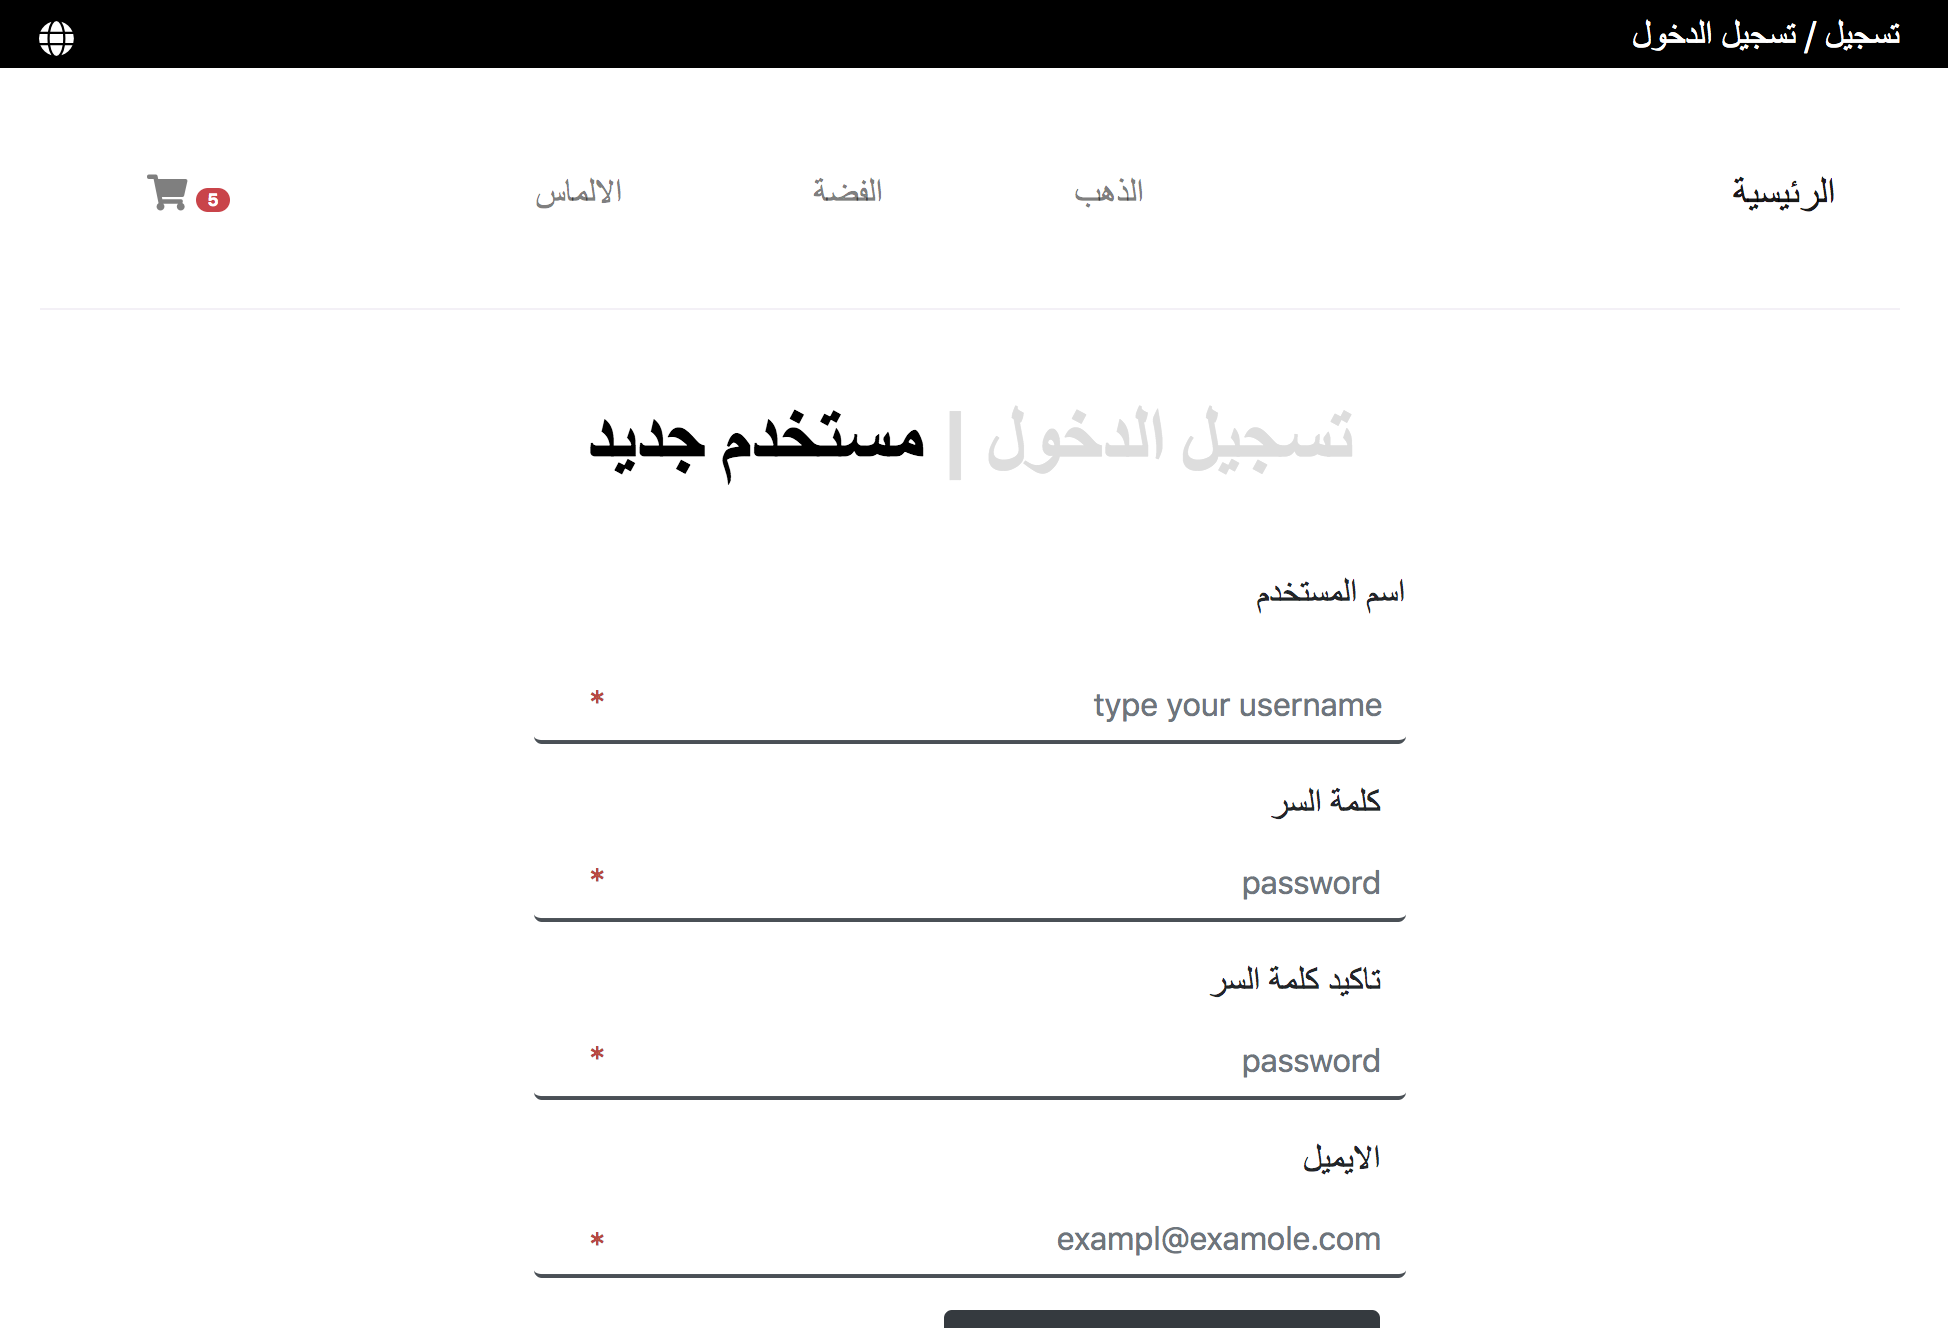 تسجيل / تسجيل الدخول
الرئيسية الذهب الفضة الالماس 5
تسجيل الدخول | مستخدم جديد
اسم المستخدم
type your username *
كلمة السر
password *
تاكيد كلمة السر
password *
الايميل
exampl@examole.com *